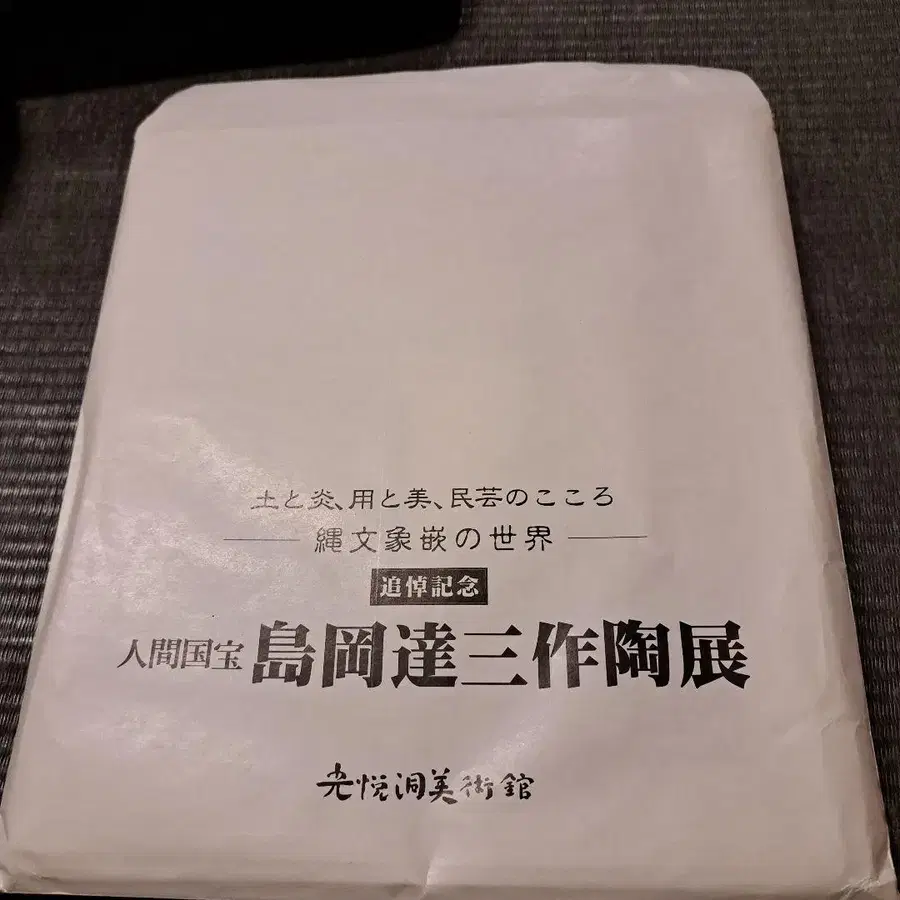 土と炎、用と美、民芸のこころ
縄文象嵌の世界
追悼記念
人間国宝 島岡達三作陶展
光悦洞美術館